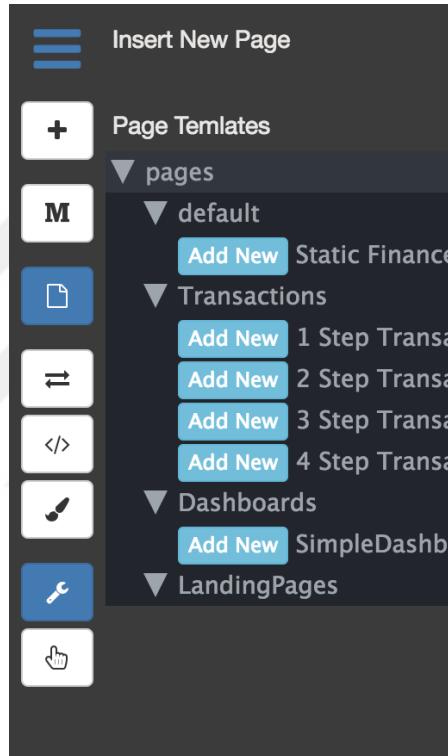 Insert New Page
Page Temlates
pages
M
default
Add New Static Finance
Transactions
Add New 1 Step Transa
Add New 2 Step Transa
</>
Add New 3 Step Transa
Add New 4 Step Transa
Dashboards
Add New SimpleDashb
LandingPages